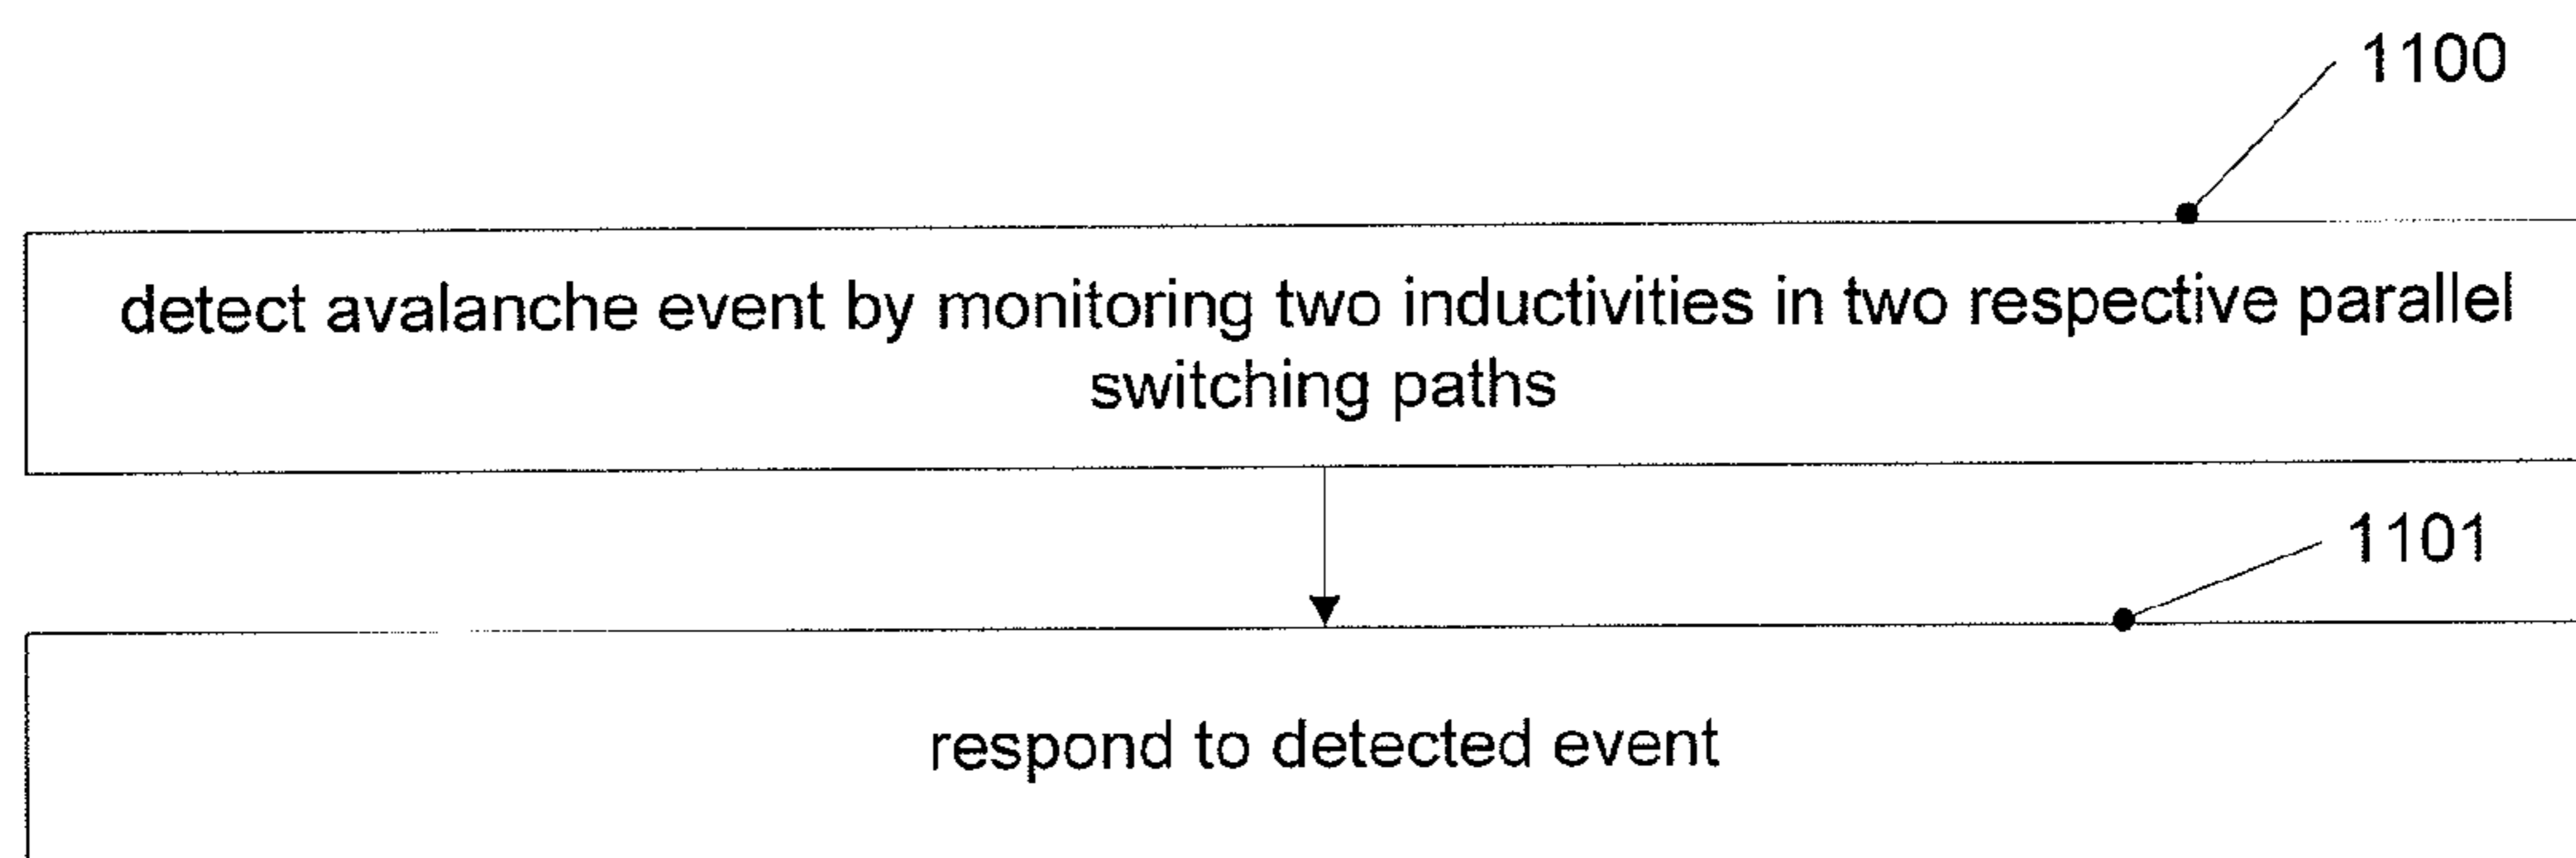 1100
detect avalanche event by monitoring two inductivities in two respective parallel
switching paths
1101
respond to detected event